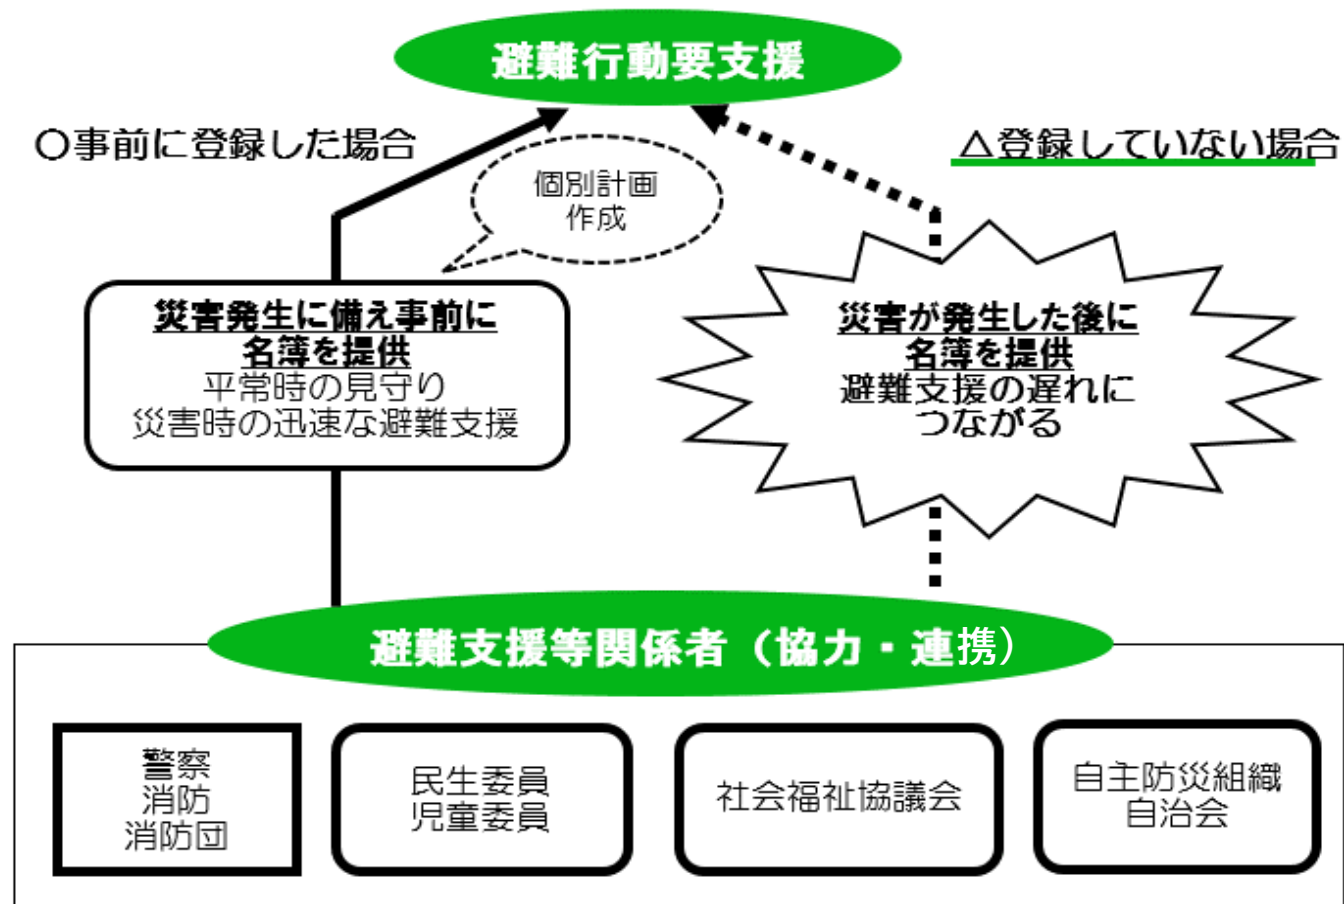 避難行動要支援
〇事前に登録した場合
△登録していない場合
個別計画
作成
災害発生に備え事前に
名簿を提供
平常時の見守り
災害時の迅速な避難支援
災害が発生した後に
名簿を提供
避難支援の遅れに
つながる
避難支援等関係者（協力・連携）
警察
消防
消防団
民生委員
児童委員
社会福祉協議会
自主防災組織
自治会